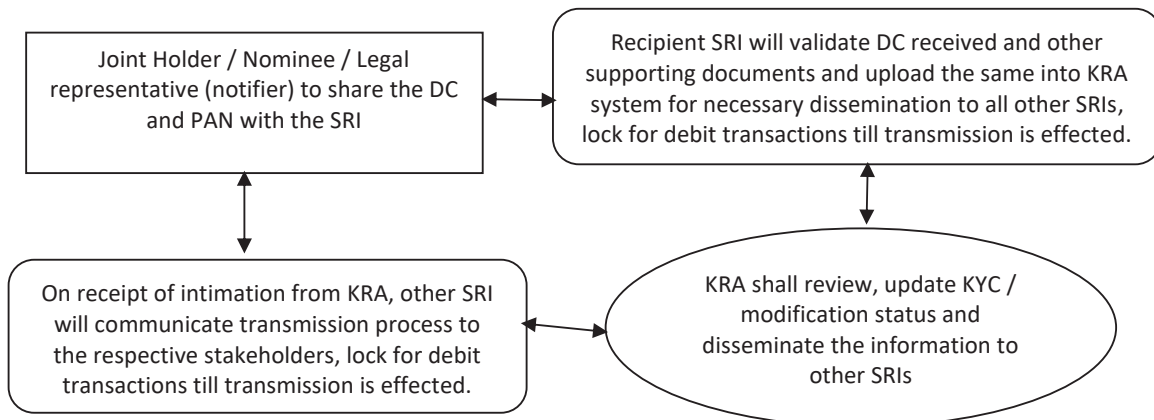 Joint Holder / Nominee / Legal
representative (notifier) to share the DC
and PAN with the SRI
Recipient SRI will validate DC received and other
supporting documents and upload the same into KRA
system for necessary dissemination to all other SRIs,
lock for debit transactions till transmission is effected.
On receipt of intimation from KRA, other SRI
will communicate transmission process to
the respective stakeholders, lock for debit
transactions till transmission is effected.
KRA shall review, update KYC /
modification status and
disseminate the information to
other SRIs